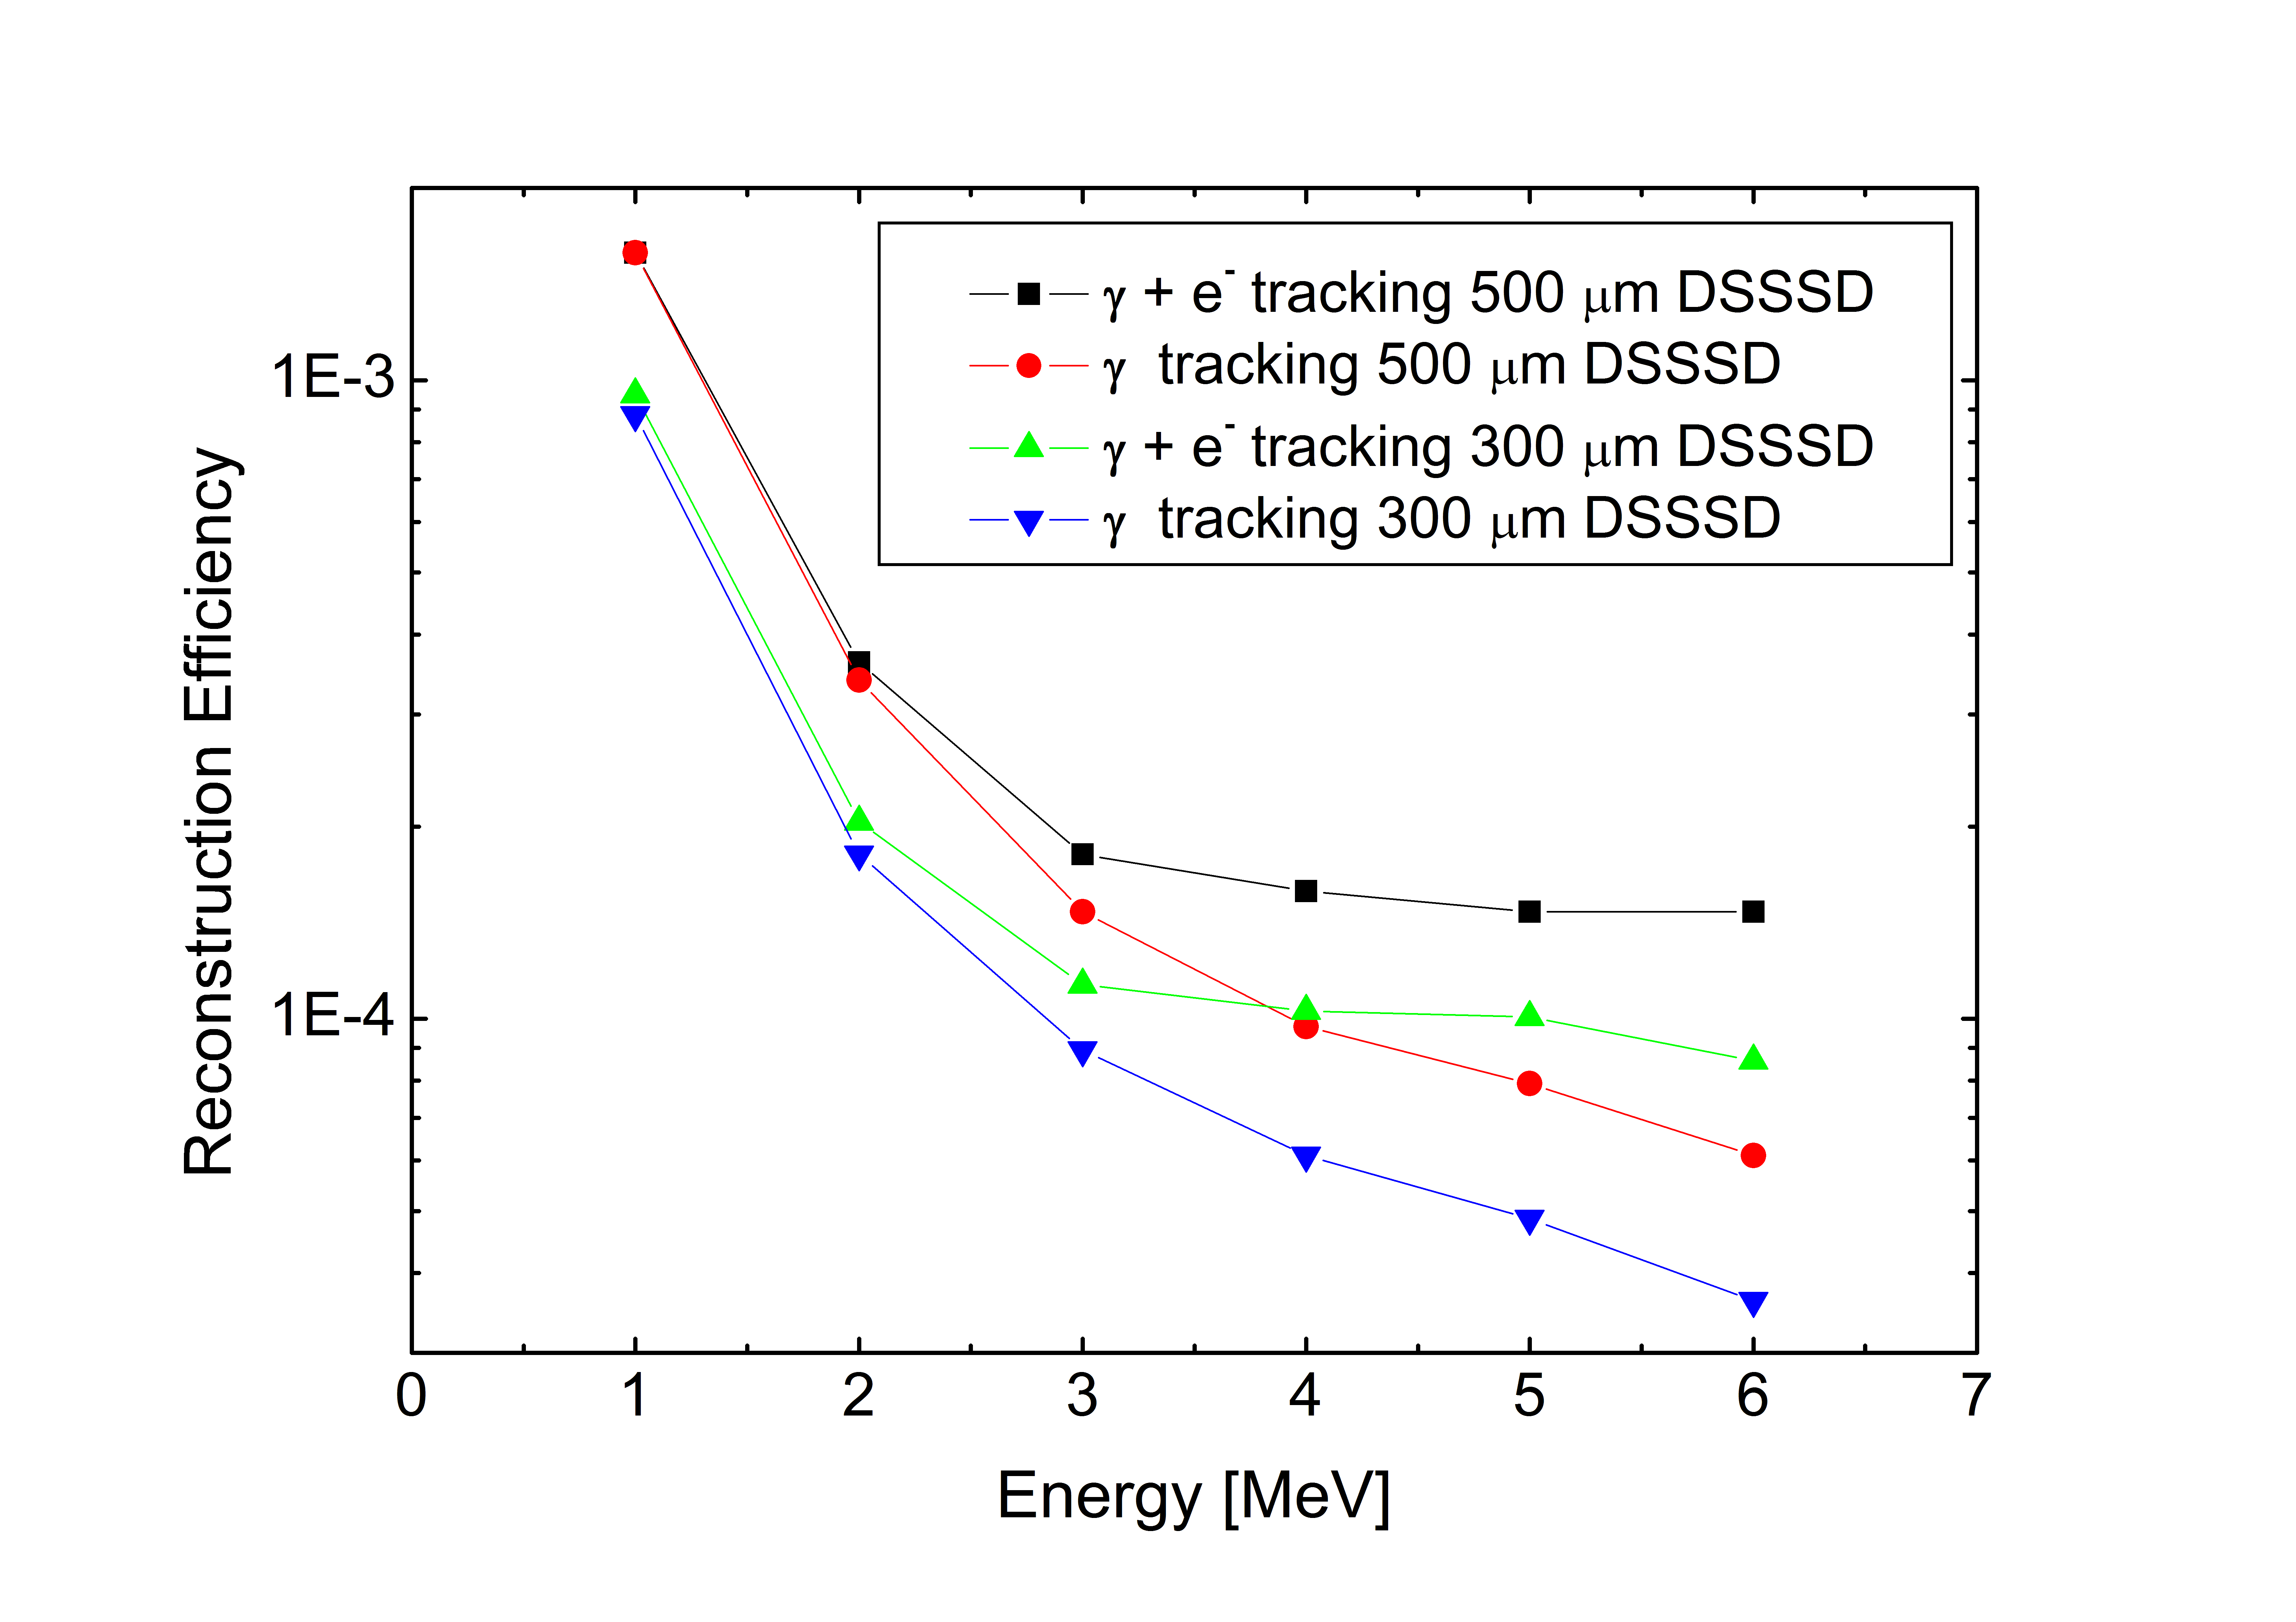 γ + e- tracking 500 μm DSSSD
γ tracking 500 μm DSSSD
γ + e- tracking 300 μm DSSSD
γ tracking 300 μm DSSSD
1E-3
1E-4
Reconstruction Efficiency
0 1 2 3 4 5 6 7
Energy [MeV]